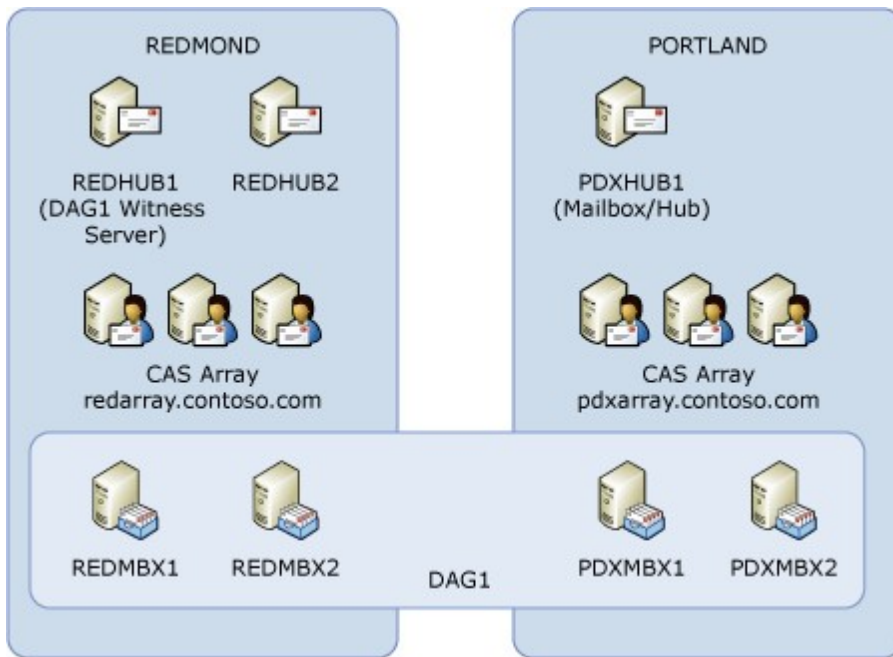 REDMOND
REDHUB1
(DAG1 Witness
Server)
REDHUB2
CAS Array
redarray.contoso.com
REDMBX1
REDMBX2
DAG1
PORTLAND
PDXHUB1
(Mailbox/Hub)
CAS Array
pdxarray.contoso.com
PDXMBX1
PDXMBX2